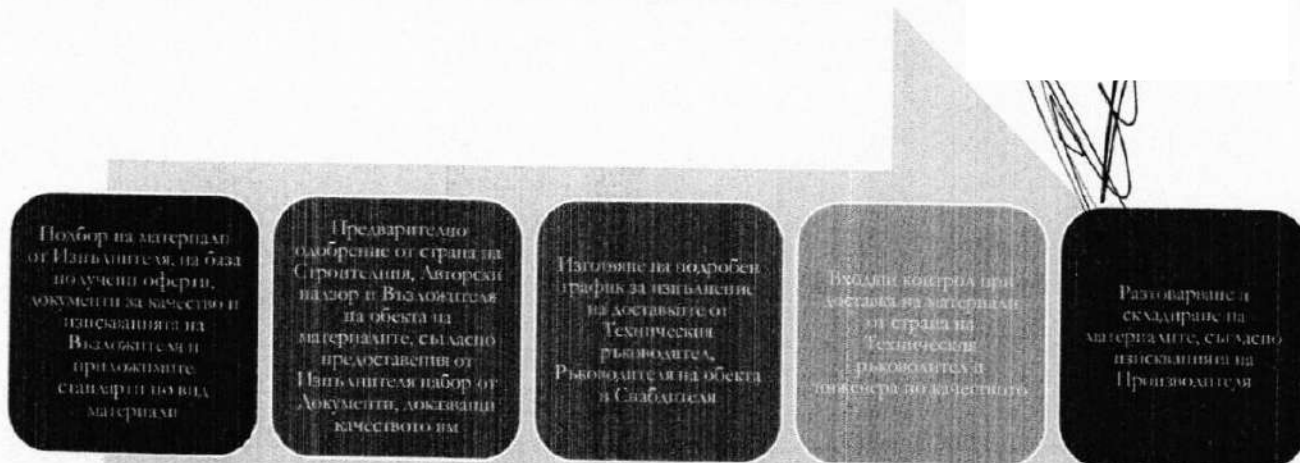 Подбор на материали
от Изпълнителя, на база
получени оферти,
документи за качество и
изискванията на
Възложителя и
приложимите
стандарти по вид
материали
Предварително
одобрение от страна на
Строителния, Авторски
надзор и Възложителя
на обекта на
материалите, съгласно
предоставения от
Изпълнителя набор от
Документи, доказващи
качеството им
Изготвяне на подробен
график за изпълнение
на доставките от
Техническия
ръководител,
Ръководителя на обекта
и Снабдителя
Входящ контрол при
доставка на материали
от страна на
Техническия
ръководител и
инженера по качеството
Разтоварване и
складиране на
материалите, съгласно
изискванията на
Производителя